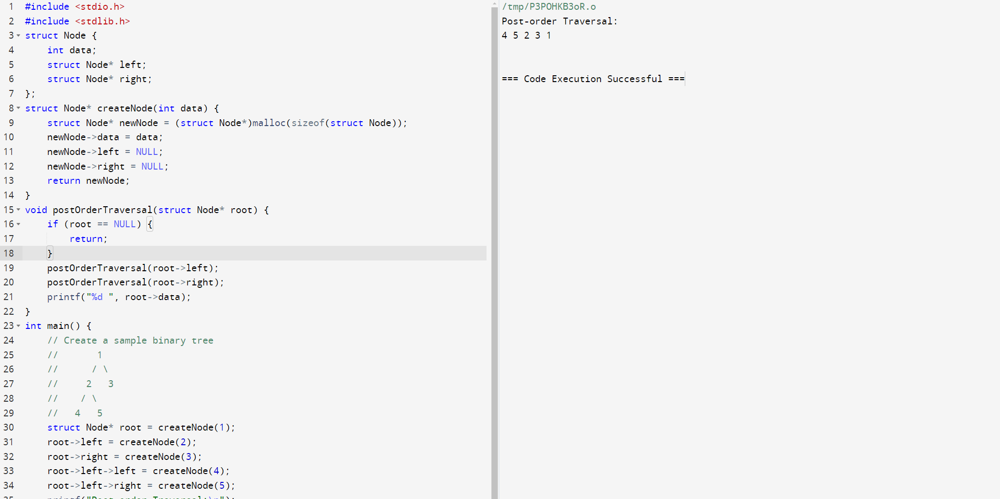 1 #include <stdio.h>
2 #include <stdlib.h>
3 struct Node {
4     int data;
5     struct Node* left;
6     struct Node* right;
7 };
8 struct Node* createNode(int data) {
9     struct Node* newNode = (struct Node*)malloc(sizeof(struct Node));
10     newNode->data = data;
11     newNode->left = NULL;
12     newNode->right = NULL;
13     return newNode;
14 }
15 void postOrderTraversal(struct Node* root) {
16     if (root == NULL) {
17         return;
18     }
19     postOrderTraversal(root->left);
20     postOrderTraversal(root->right);
21     printf("%d ", root->data);
22 }
23 int main() {
24     // Create a sample binary tree
25     //       1
26     //      / \
27     //     2   3
28     //    / \
29     //   4   5
30     struct Node* root = createNode(1);
31     root->left = createNode(2);
32     root->right = createNode(3);
33     root->left->left = createNode(4);
34     root->left->right = createNode(5);
35     printf("Post-order Traversal:\n");
/tmp/P3POHKB3oR.o
Post-order Traversal:
4 5 2 3 1
=== Code Execution Successful ===